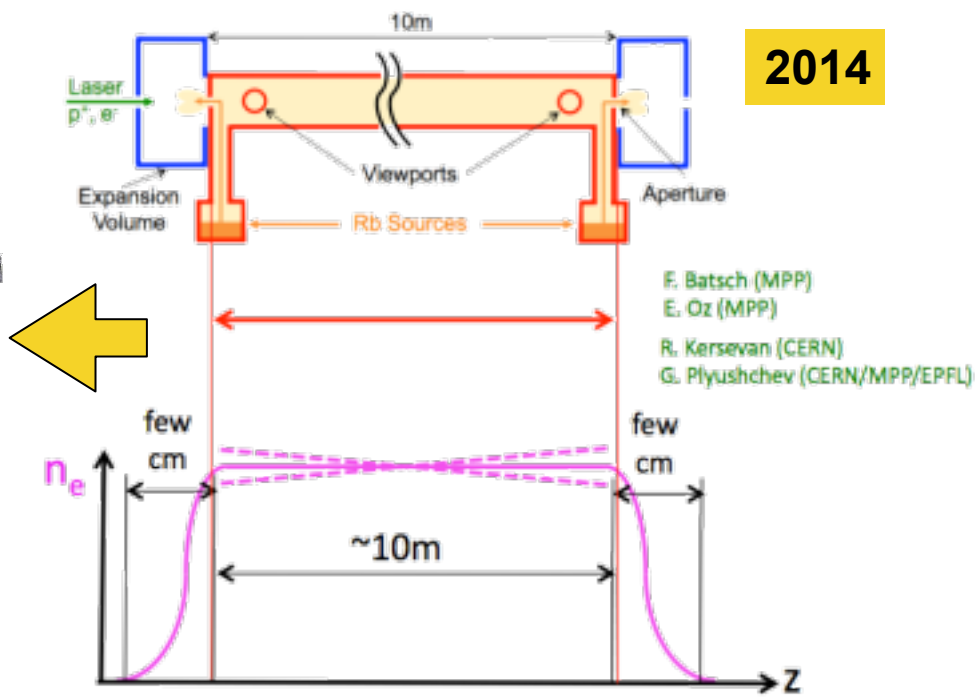 10m
2014
Laser
p⁺, e⁻
Viewports
Expansion
Volume
Aperture
Rb Sources
F. Batsch (MPP)
E. Oz (MPP)
R. Kersevan (CERN)
G. Plyushchev (CERN/MPP/EPFL)
few
cm
few
cm
nₑ
~10m
z